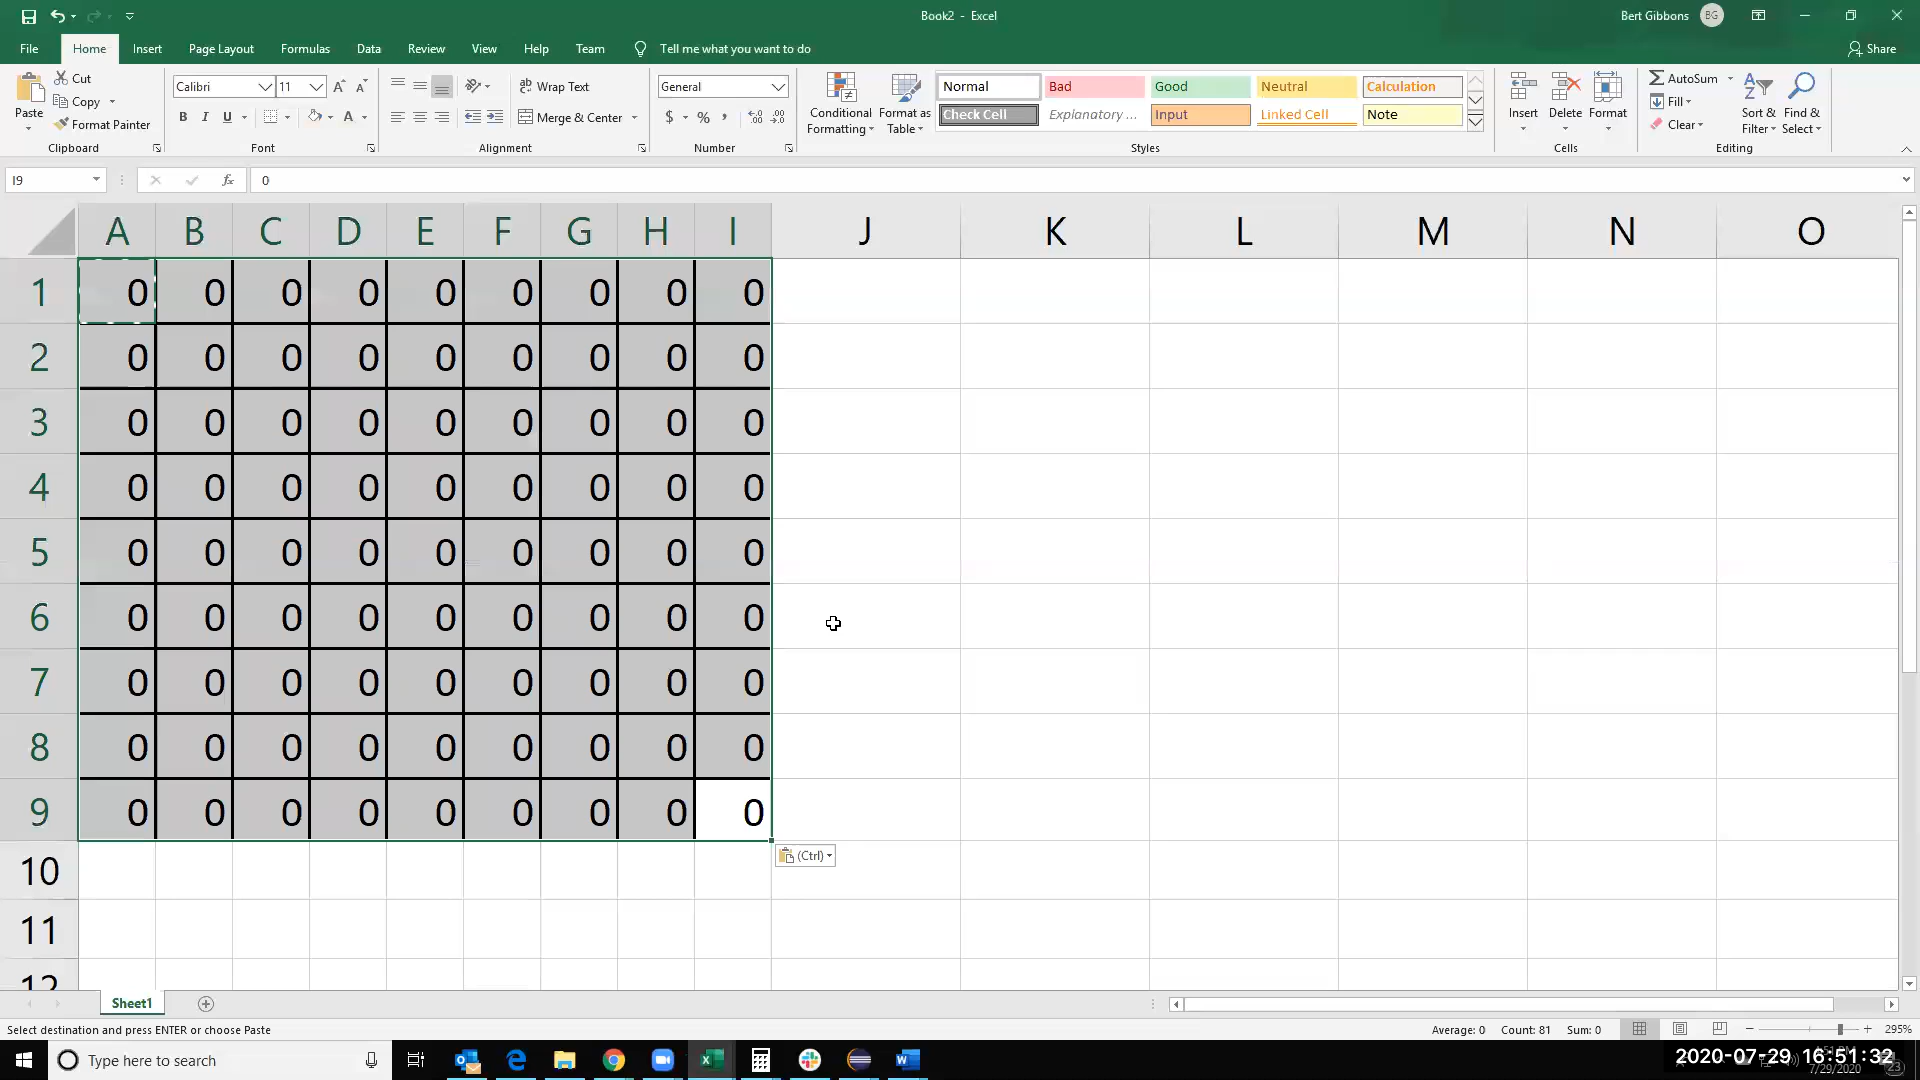 Book2 - Excel
Bert Gibbons BG
File Home Insert Page Layout Formulas Data Review View Help Team Tell me what you want to do Share
Paste Cut Copy Format Painter
Clipboard
Calibri 11 A A
B I U A
Font
Wrap Text
Merge & Center
Alignment
General
$ % ,
Number
Conditional Formatting Format as Table
Normal Bad Good Neutral Calculation
Check Cell Explanatory ... Input Linked Cell Note
Styles
Insert Delete Format
Cells
AutoSum
Fill
Clear
Sort & Filter Find & Select
Editing
I9 fx 0
A B C D E F G H I J K L M N O
1 0 0 0 0 0 0 0 0 0
2 0 0 0 0 0 0 0 0 0
3 0 0 0 0 0 0 0 0 0
4 0 0 0 0 0 0 0 0 0
5 0 0 0 0 0 0 0 0 0
6 0 0 0 0 0 0 0 0 0
7 0 0 0 0 0 0 0 0 0
8 0 0 0 0 0 0 0 0 0
9 0 0 0 0 0 0 0 0 0
(Ctrl)
10
11
12
Sheet1
Select destination and press ENTER or choose Paste Average: 0 Count: 81 Sum: 0 295%
Type here to search
2020-07-29 16:51:32
7/29/2020 23